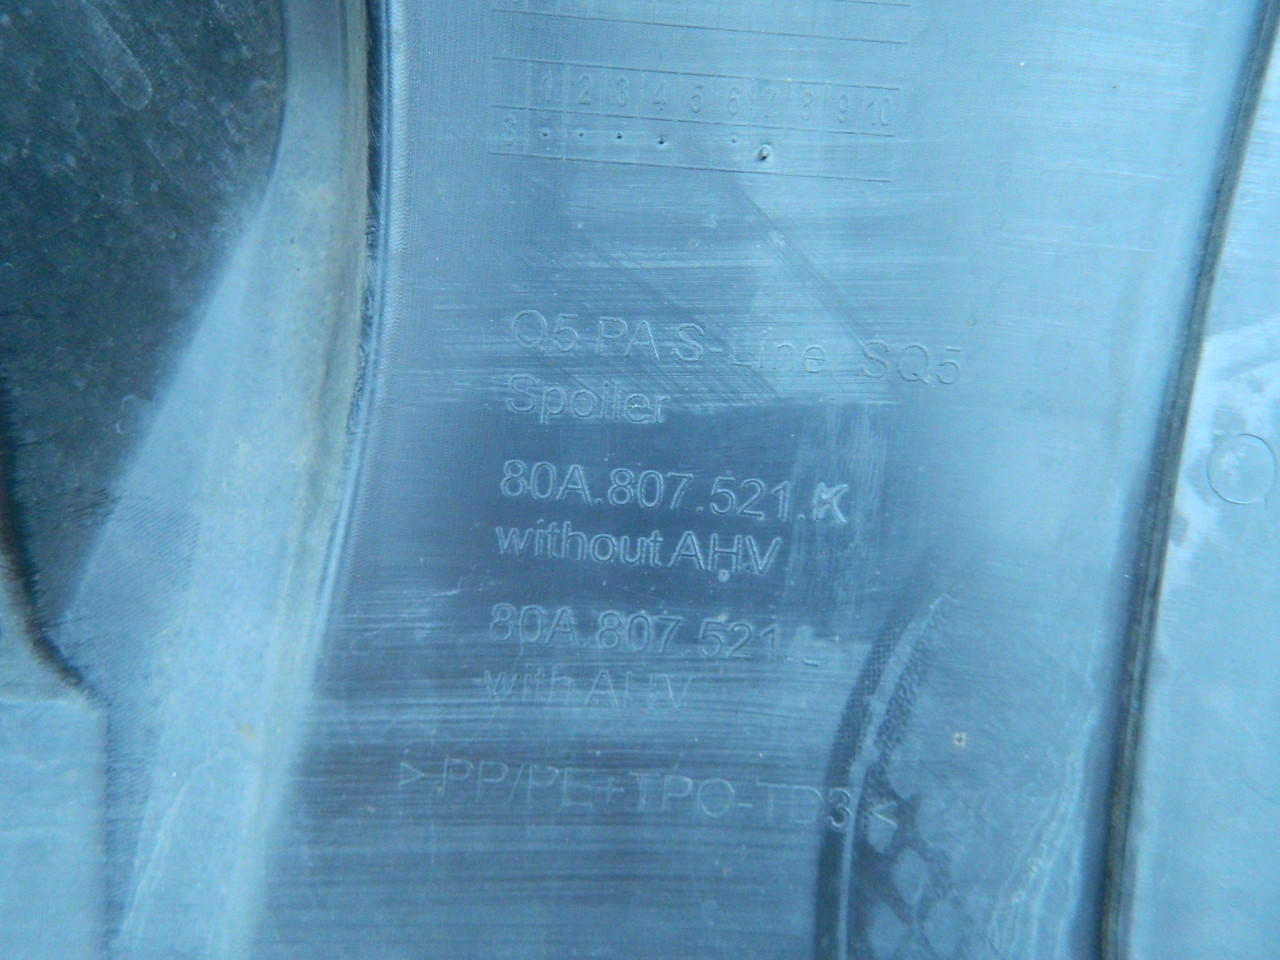 1 2 3 4 5 6 7 8 9 10
S
Q5 PA S-Line, SQ5
Spoiler
80A.807.521.K
without AHV
80A.807.521.L
with AHV
>PP/PE+TPO-TD3<